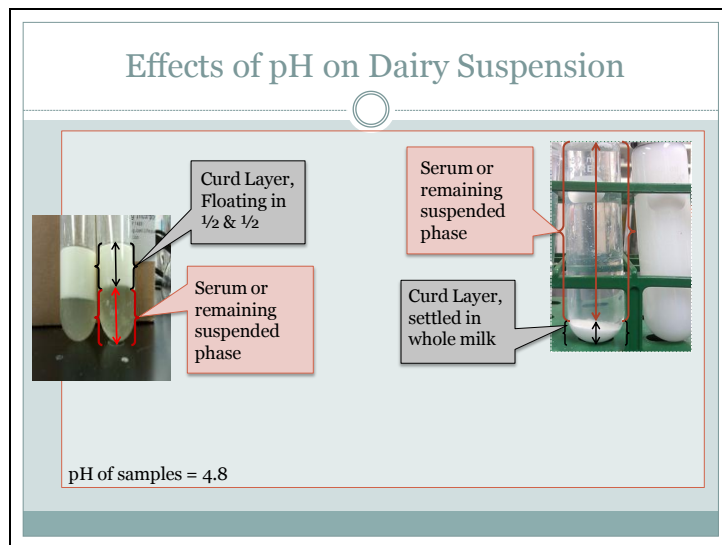 Effects of pH on Dairy Suspension
Curd Layer,
Floating in
½ & ½
Serum or
remaining
suspended
phase
Serum or
remaining
suspended
phase
Curd Layer,
settled in
whole milk
pH of samples = 4.8